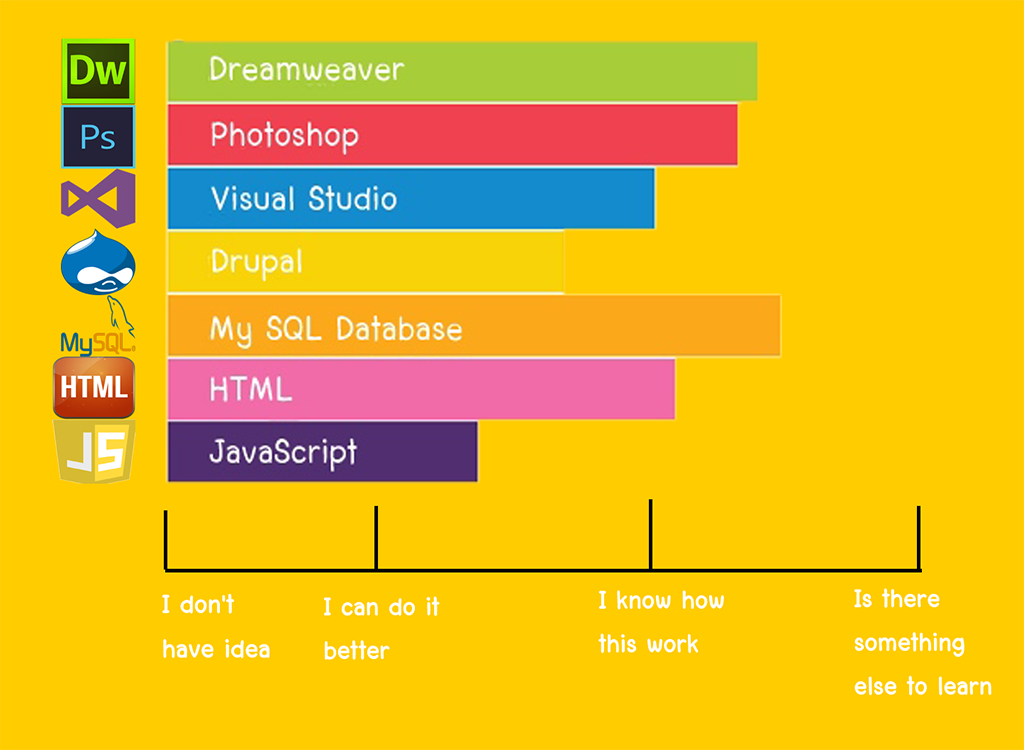 Dw
Dreamweaver
Ps
Photoshop
Visual Studio
Drupal
MySQL
My SQL Database
HTML
HTML
JS
JavaScript
I don't
have idea
I can do it
better
I know how
this work
Is there
something
else to learn